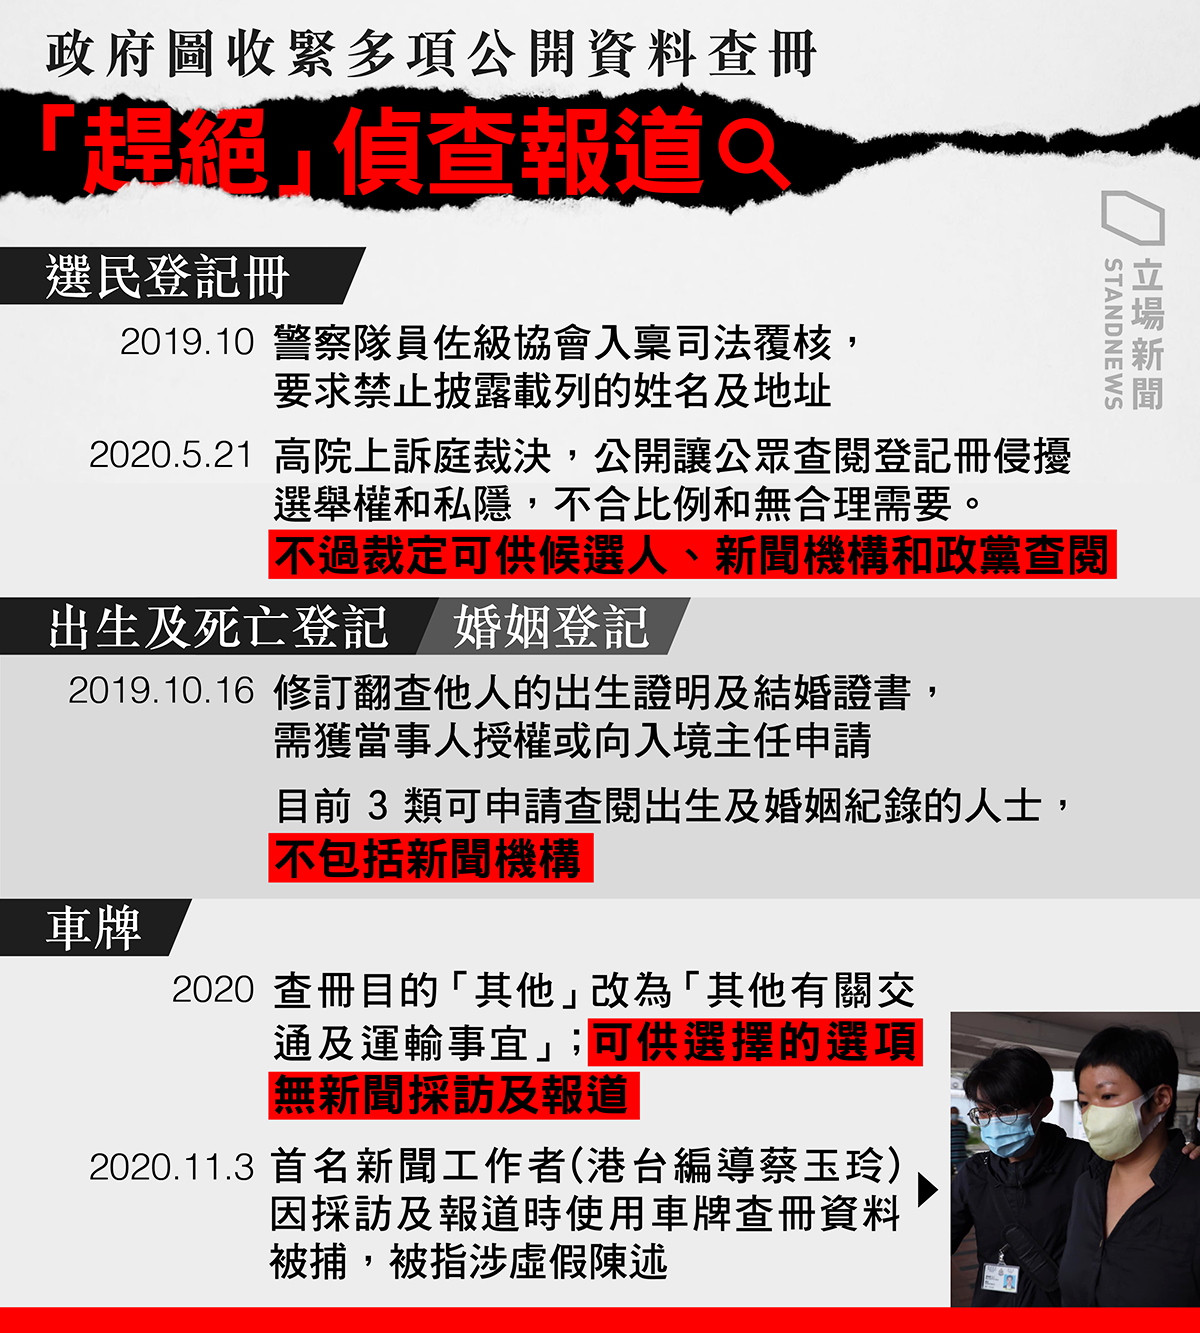 政府圖收緊多項公開資料查冊
「趕絕」偵查報道
立場新聞
STANDNEWS
選民登記冊
2019.10 警察隊員佐級協會入稟司法覆核，
要求禁止披露載列的姓名及地址
2020.5.21 高院上訴庭裁決，公開讓公眾查閱登記冊侵擾
選舉權和私隱，不合比例和無合理需要。
不過裁定可供候選人、新聞機構和政黨查閱
出生及死亡登記 婚姻登記
2019.10.16 修訂翻查他人的出生證明及結婚證書，
需獲當事人授權或向入境主任申請
目前 3 類可申請查閱出生及婚姻紀錄的人士，
不包括新聞機構
車牌
2020 查冊目的「其他」改為「其他有關交
通及運輸事宜」；可供選擇的選項
無新聞採訪及報道
2020.11.3 首名新聞工作者(港台編導蔡玉玲)
因採訪及報道時使用車牌查冊資料
被捕，被指涉虛假陳述